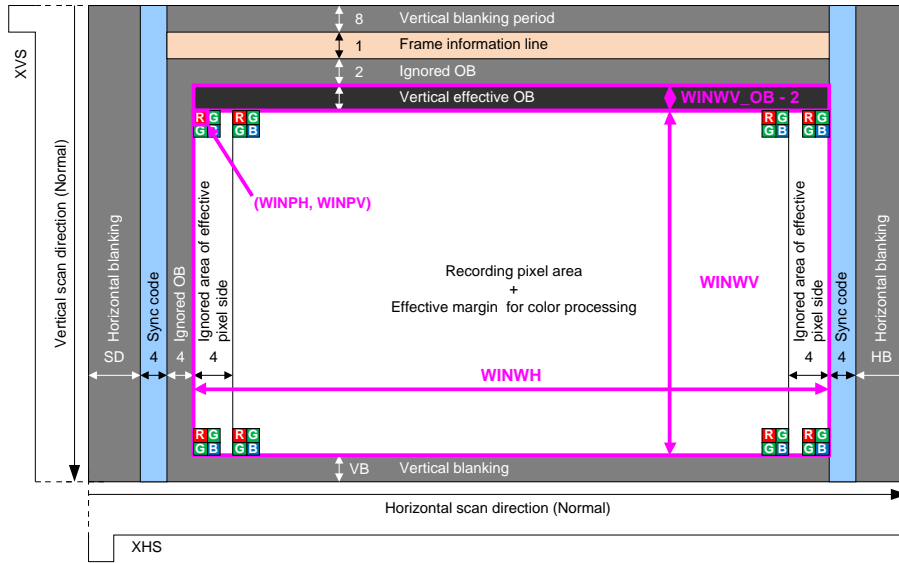 XVS
8 Vertical blanking period
1 Frame information line
2 Ignored OB
Vertical effective OB
WINWV_OB - 2
R G R G R G R G
G B G B G B G B
(WINPH, WINPV)
Vertical scan direction (Normal)
Horizontal blanking
Sync code
Ignored OB
Ignored area of effective
pixel side
Recording pixel area
+
Effective margin for color processing
WINWV
Ignored area of effective
pixel side
Sync code
Horizontal blanking
SD 4 4 4 4 4 HB
WINWH
R G R G R G R G
G B G B G B G B
VB Vertical blanking
Horizontal scan direction (Normal)
XHS